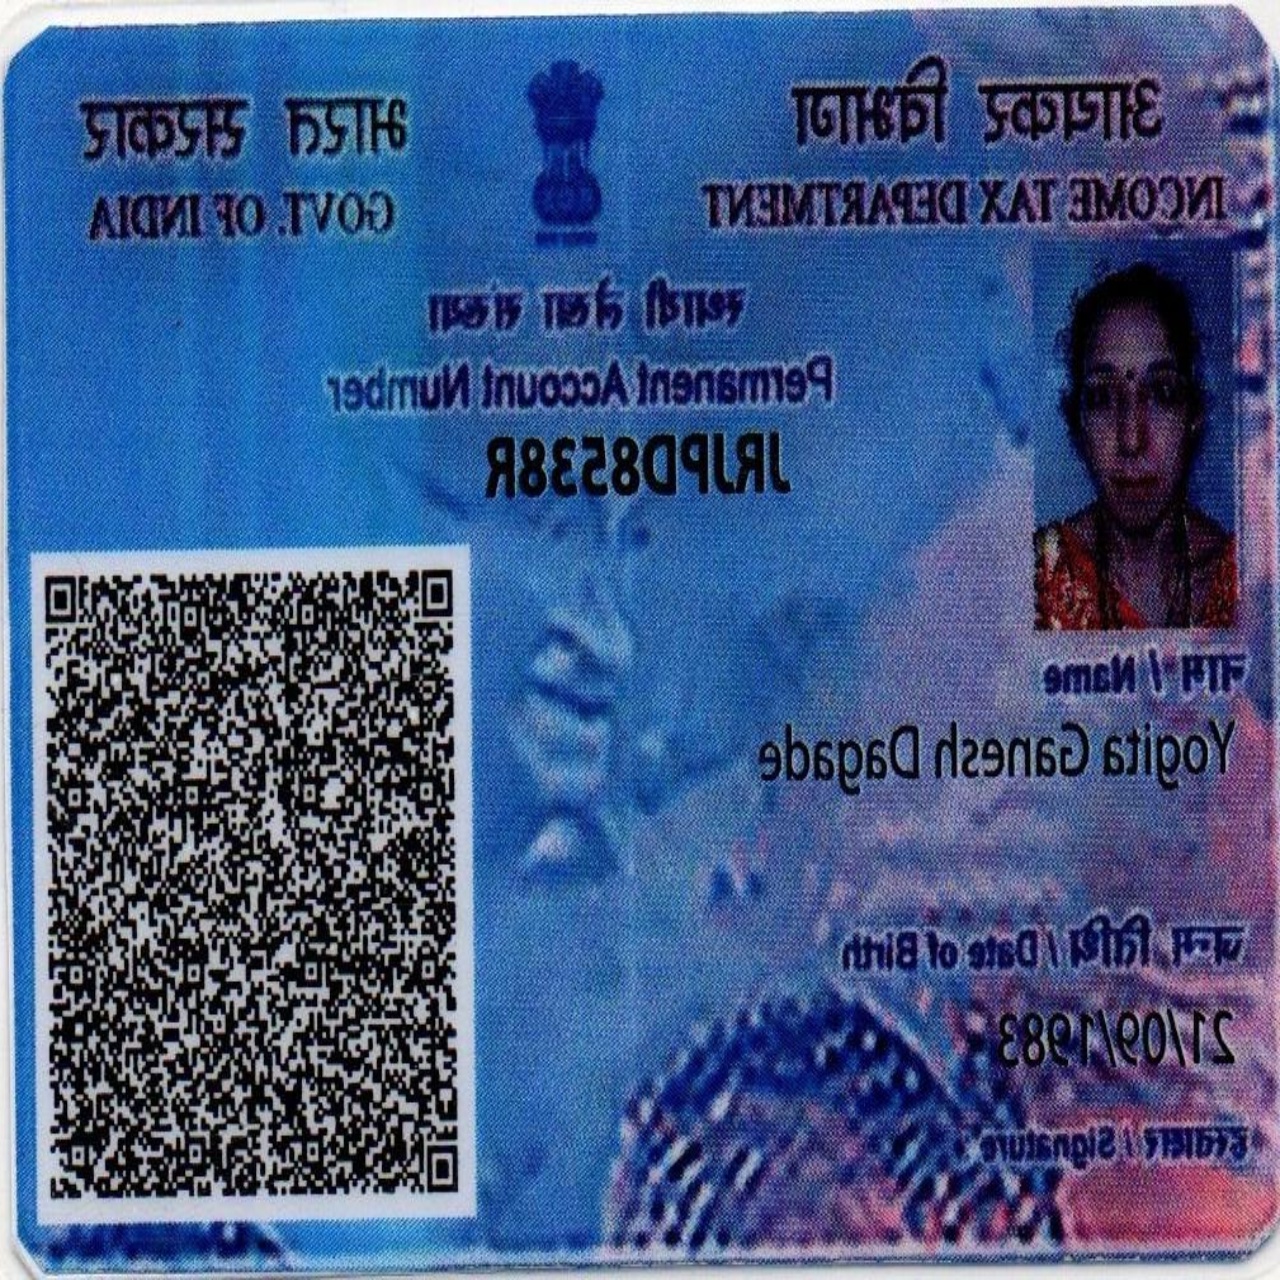 आयकर विभाग
INCOME TAX DEPARTMENT
भारत सरकार
GOVT. OF INDIA
स्थायी लेखा संख्या
Permanent Account Number
JRJPD8538R
नाम / Name
Yogita Ganesh Dagade
जन्म तिथि / Date of Birth
21/09/1983
हस्ताक्षर / Signature